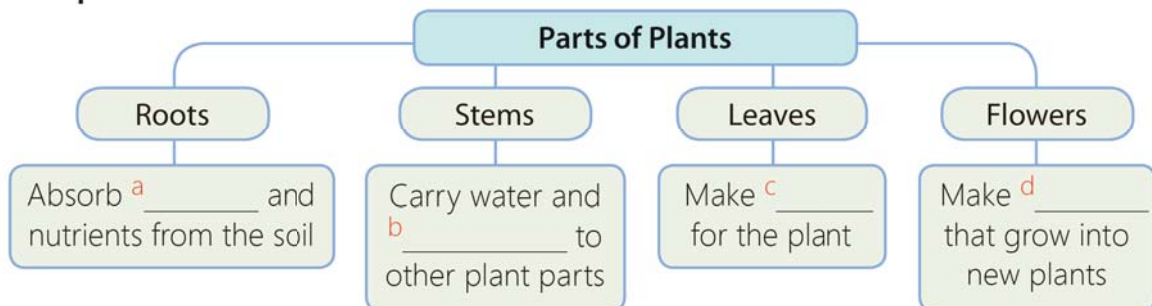 Parts of Plants
Roots
Stems
Leaves
Flowers
Absorb a________ and
nutrients from the soil
Carry water and
b____________ to
other plant parts
Make c_______
for the plant
Make d________
that grow into
new plants